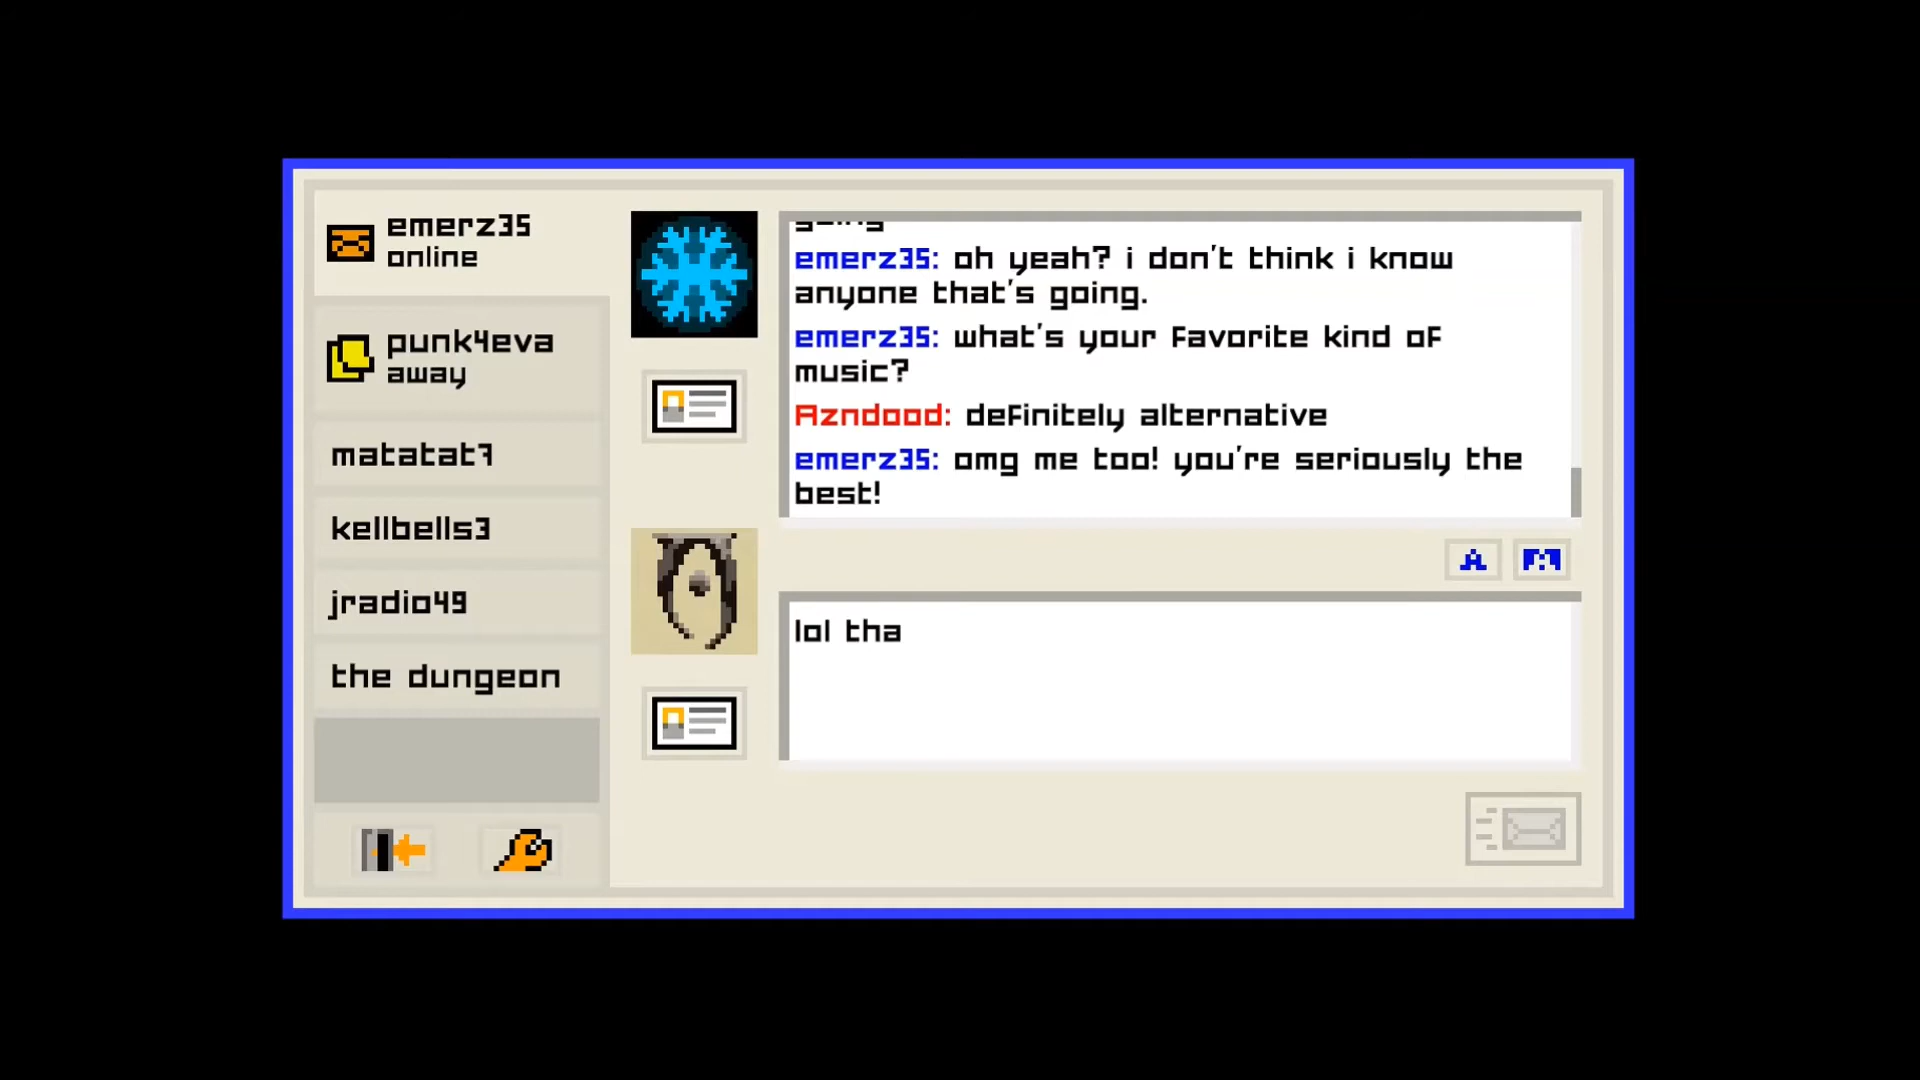 emerz35
online
punk4eva
away
matatat7
kellbells3
jradio49
the dungeon
going
emerz35: oh yeah? i don't think i know
anyone that's going.
emerz35: what's your favorite kind of
music?
Azndood: definitely alternative
emerz35: omg me too! you're seriously the
best!
A
lol tha